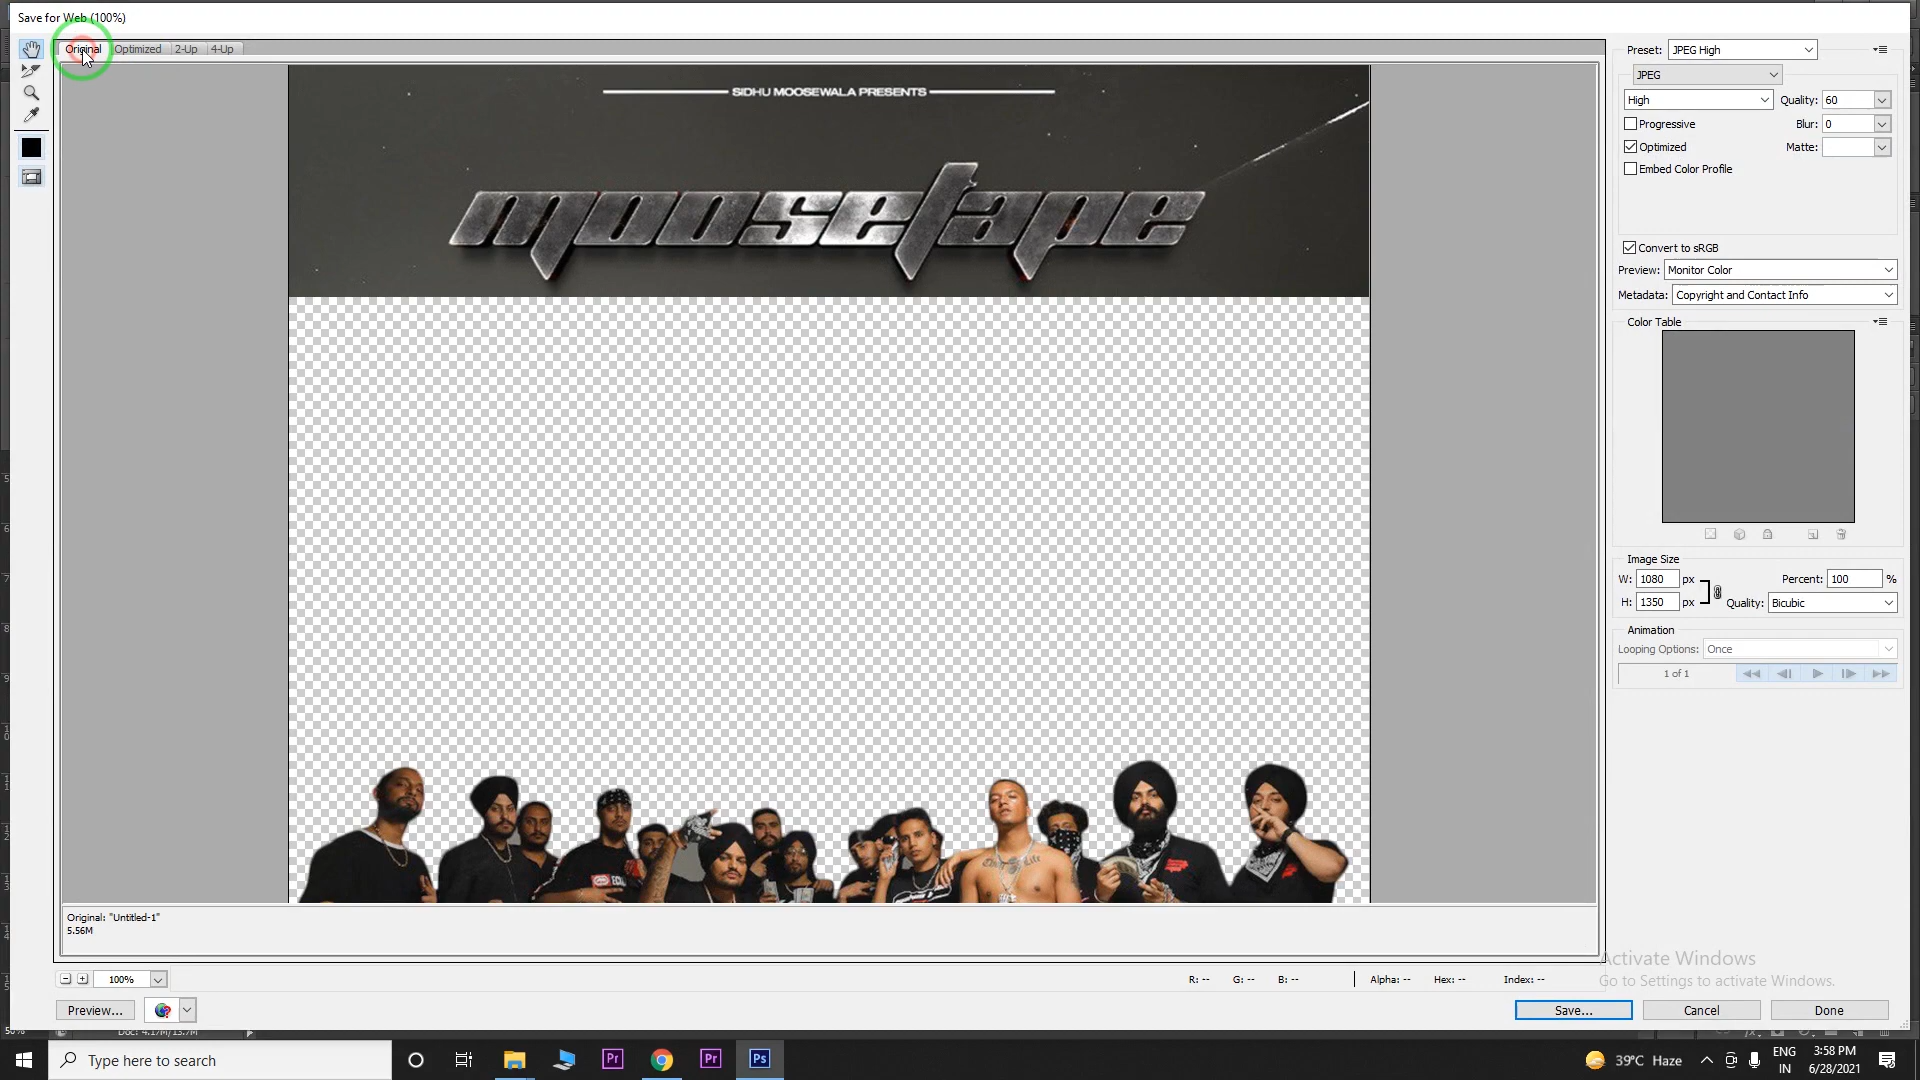 Save for Web (100%)
Original Optimized 2-Up 4-Up
Preset: JPEG High
JPEG
High Quality: 60
Progressive Blur: 0
Optimized Matte:
Embed Color Profile
Convert to sRGB
Preview: Monitor Color
Metadata: Copyright and Contact Info
Color Table
SIDHU MOOSEWALA PRESENTS
moosetape
Image Size
W: 1080 px Percent: 100 %
H: 1350 px Quality: Bicubic
Animation
Looping Options: Once
1 of 1
Original: "Untitled-1"
5.56M
100%
R: -- G: -- B: -- Alpha: -- Hex: -- Index: --
Activate Windows
Go to Settings to activate Windows.
Preview...
Save... Cancel Done
Type here to search
Pr
Pr
Ps
39°C Haze
ENG
IN
3:58 PM
6/28/2021